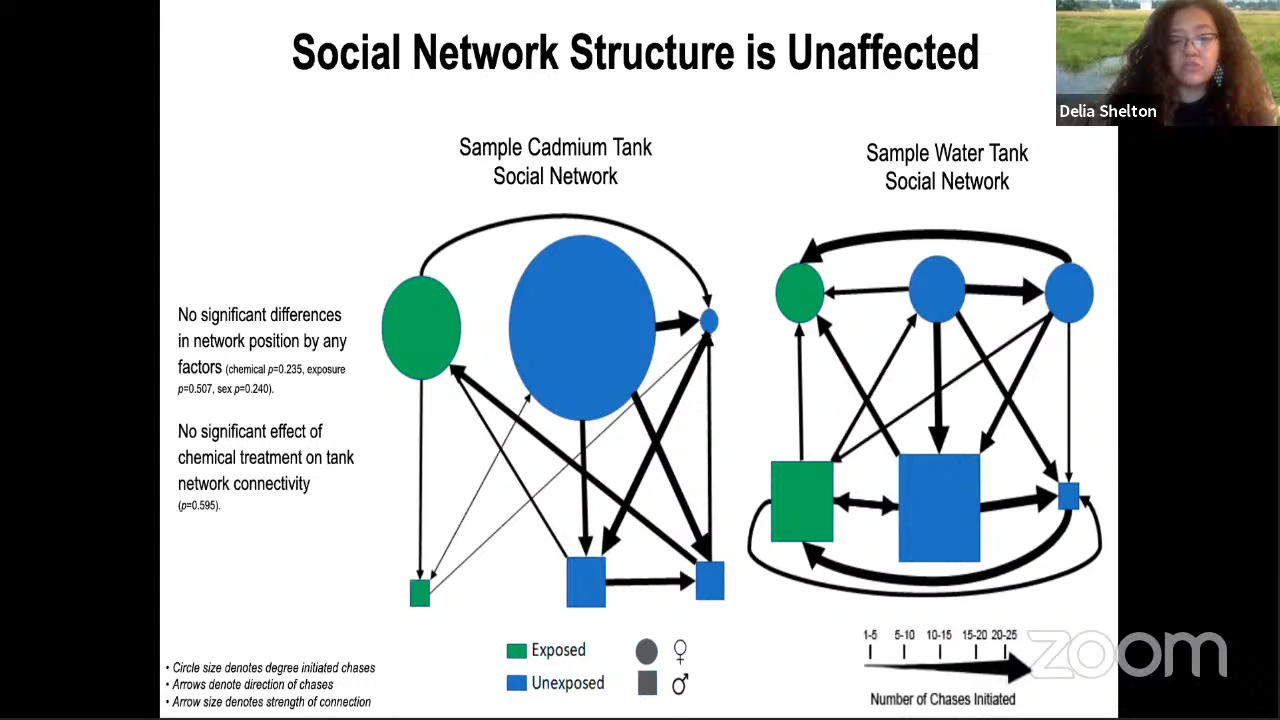 Social Network Structure is Unaffected
Delia Shelton
Sample Cadmium Tank
Social Network
Sample Water Tank
Social Network
No significant differences
in network position by any
factors (chemical p=0.235, exposure
p=0.507, sex p=0.240).
No significant effect of
chemical treatment on tank
network connectivity
(p=0.595).
• Circle size denotes degree initiated chases
• Arrows denote direction of chases
• Arrow size denotes strength of connection
Exposed ♀
Unexposed ♂
1-5 5-10 10-15 15-20 20-25
Number of Chases Initiated
zoom